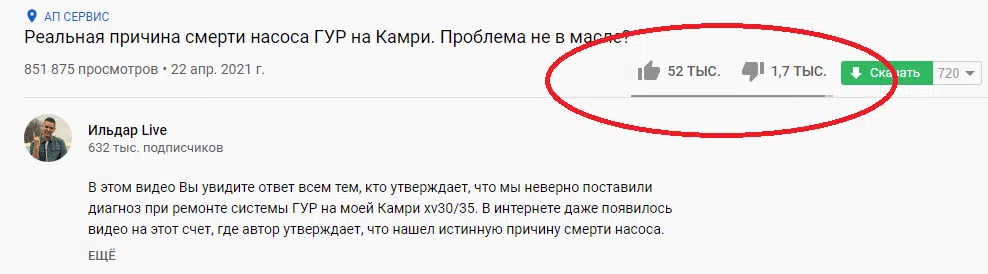 АП СЕРВИС
Реальная причина смерти насоса ГУР на Камри. Проблема не в масле?
851 875 просмотров • 22 апр. 2021 г.
52 ТЫС.
1,7 ТЫС.
Скачать
720
Ильдар Live
632 тыс. подписчиков
В этом видео Вы увидите ответ всем тем, кто утверждает, что мы неверно поставили
диагноз при ремонте системы ГУР на моей Камри xv30/35. В интернете даже появилось
видео на этот счет, где автор утверждает, что нашел истинную причину смерти насоса.
ЕЩЁ